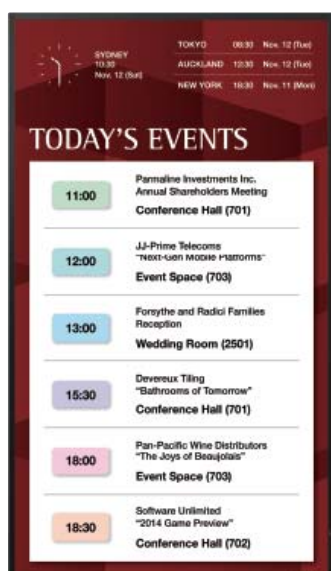 SYDNEY
10:30
Nov. 12 (Sat)
TOKYO 08:30 Nov. 12 (Tue)
AUCKLAND 12:30 Nov. 12 (Tue)
NEW YORK 18:30 Nov. 11 (Mon)
TODAY'S EVENTS
11:00
Parmaline Investments Inc.
Annual Shareholders Meeting
Conference Hall (701)
12:00
JJ-Prime Telecoms
"Next-Gen Mobile Platforms"
Event Space (703)
13:00
Forsythe and Radici Families
Reception
Wedding Room (2501)
15:30
Devereux Tiling
"Bathrooms of Tomorrow"
Conference Hall (701)
18:00
Pan-Pacific Wine Distributors
"The Joys of Beaujolais"
Event Space (703)
18:30
Software Unlimited
"2014 Game Preview"
Conference Hall (702)